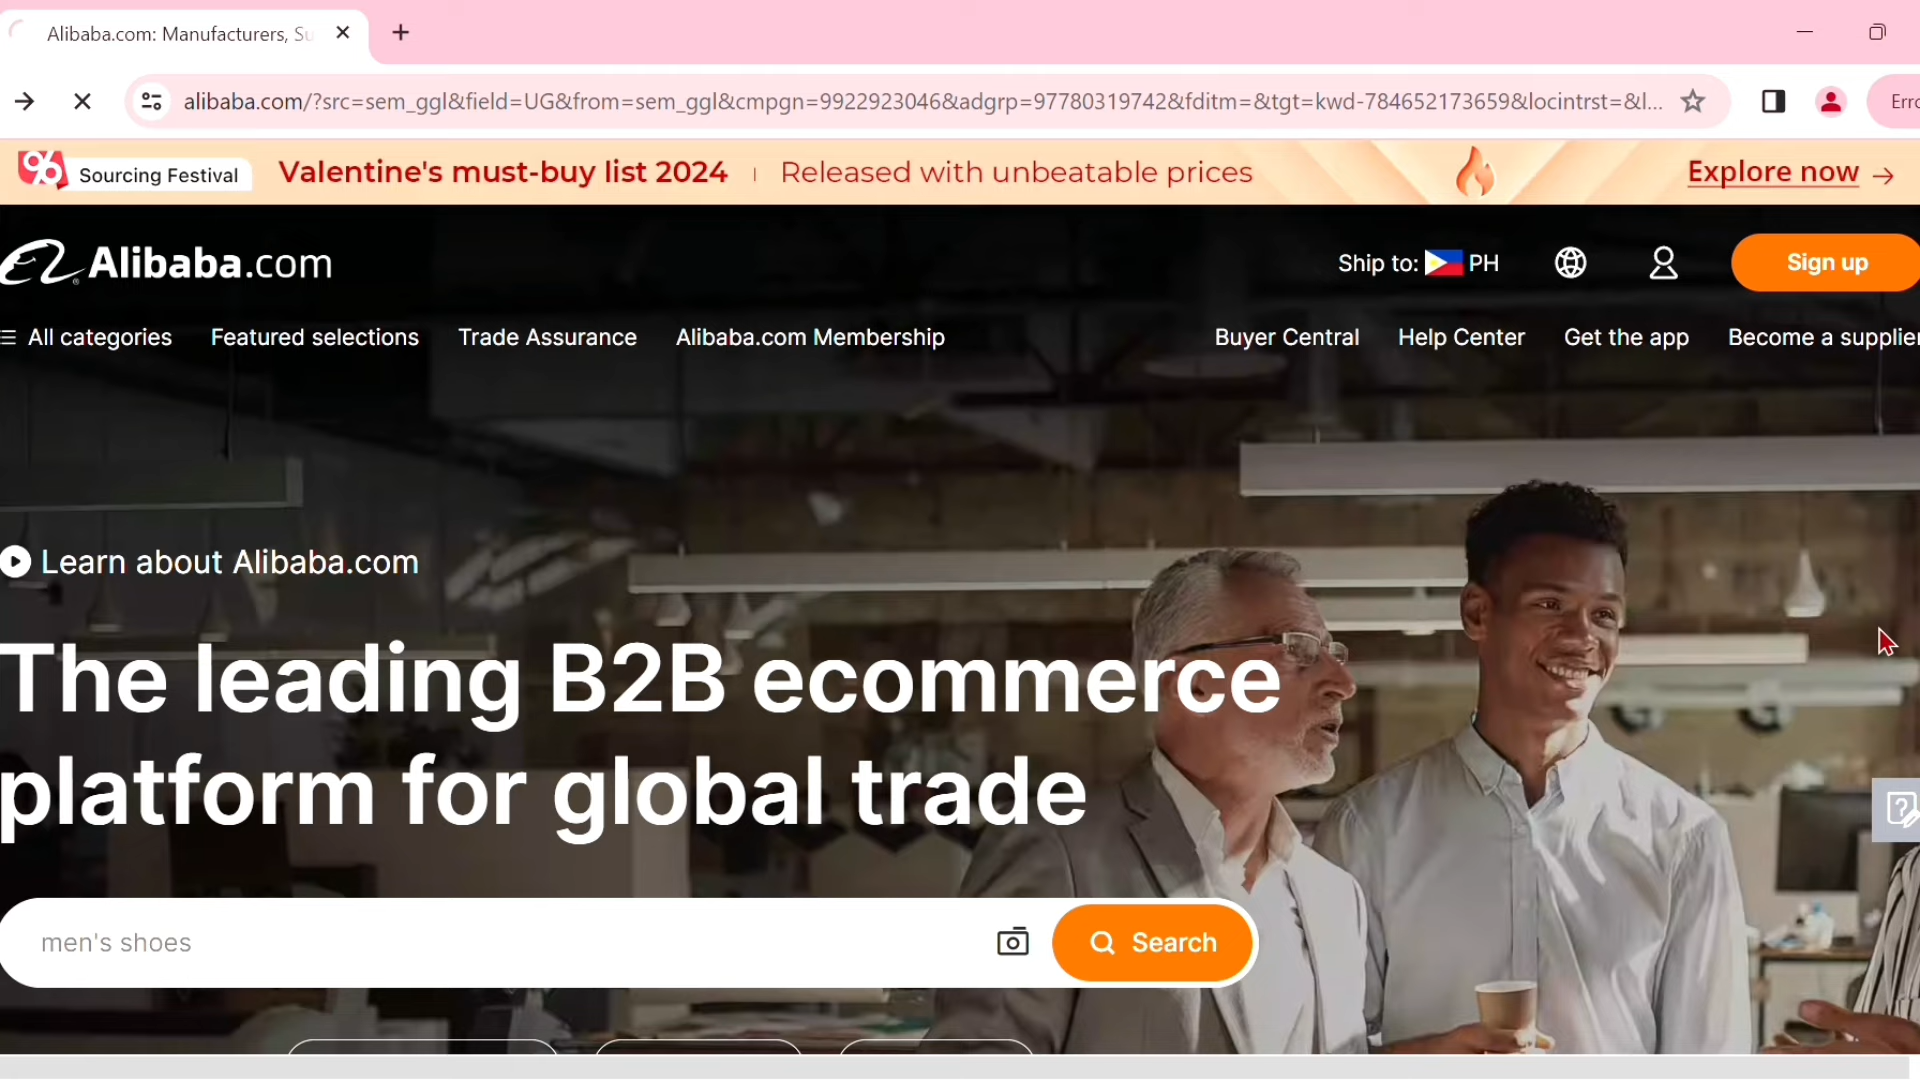 Alibaba.com: Manufacturers, Su
alibaba.com/?src=sem_ggl&field=UG&from=sem_ggl&cmpgn=9922923046&adgrp=97780319742&fditm=&tgt=kwd-784652173659&locintrst=&l...
Erro
96 Sourcing Festival
Valentine's must-buy list 2024
Released with unbeatable prices
Explore now →
Alibaba.com
Ship to: PH
Sign up
All categories
Featured selections
Trade Assurance
Alibaba.com Membership
Buyer Central
Help Center
Get the app
Become a supplier
Learn about Alibaba.com
The leading B2B ecommerce
platform for global trade
men's shoes
Search